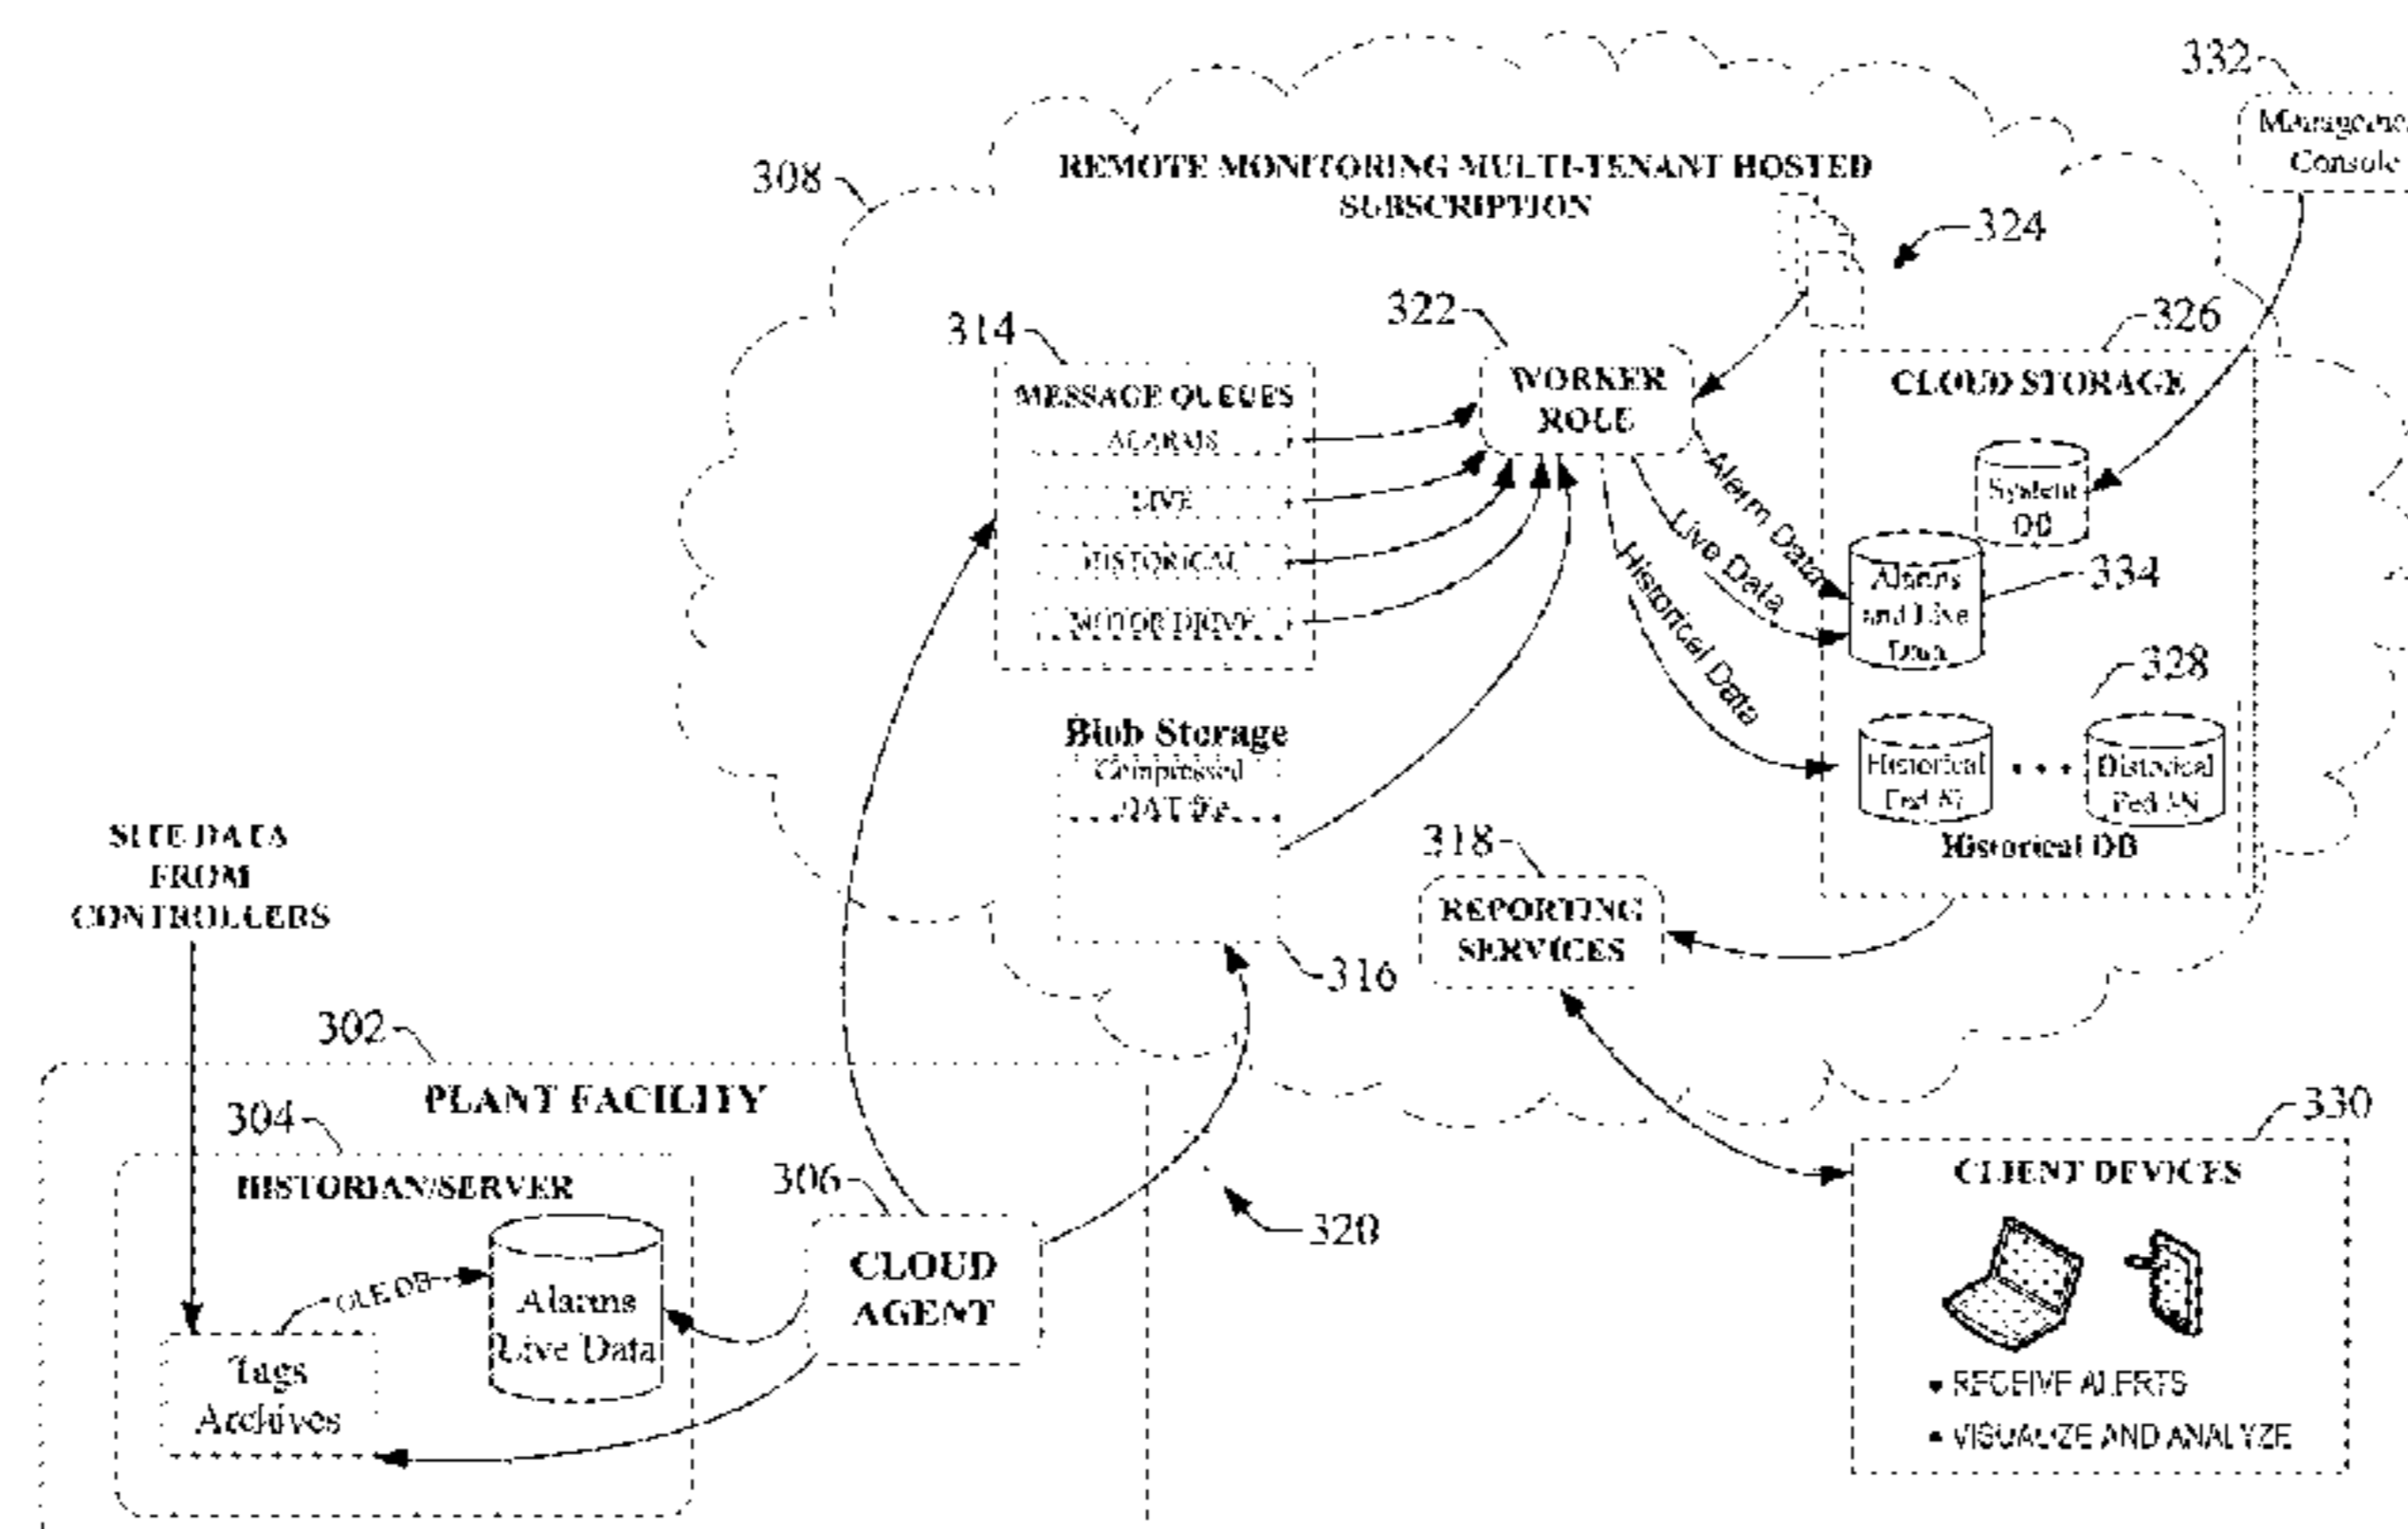 332
Console
308
REMOTE MONITORING MULTI-TENANT HOSTED
SUBSCRIPTION
324
314
322
326
MESSAGE QUEUES
ALARMS
LIVE
HISTORICAL
MOTOR DRIVE
WORKER
ROLE
Alarm Data
Live Data
Historical Data
CLOUD STORAGE
System
DB
Alarms
and Live
Data
334
328
Historical
Historical
Historical DB
Blob Storage
Compressed
DAT file
316
318
REPORTING
SERVICES
SITE DATA
FROM
CONTROLLERS
302
PLANT FACILITY
304
HISTORIAN/SERVER
OLE DB
Alarms
Live Data
Tags
Archives
306
CLOUD
AGENT
320
330
CLIENT DEVICES
• RECEIVE ALERTS
• VISUALIZE AND ANALYZE